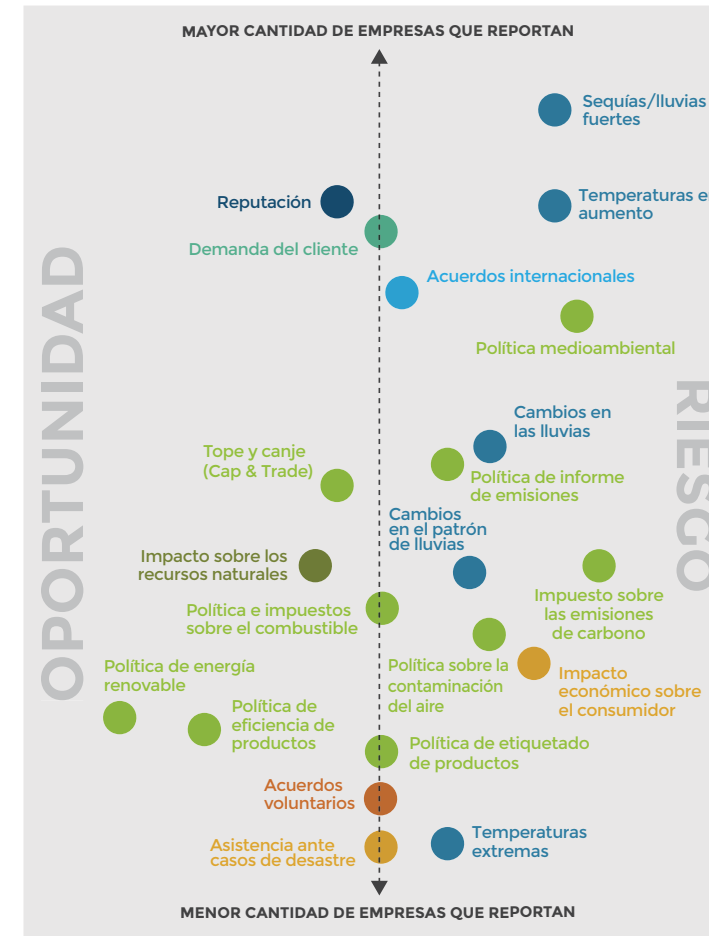 MAYOR CANTIDAD DE EMPRESAS QUE REPORTAN
Sequías/lluvias
fuertes
Reputación
Temperaturas e
aumento
Demanda del cliente
Acuerdos internacionales
Política medioambiental
OPORTUNIDAD
RIESGO
Cambios en
las lluvias
Tope y canje
(Cap & Trade)
Política de informe
de emisiones
Cambios
en el patrón
de lluvias
Impacto sobre los
recursos naturales
Impuesto sobre
las emisiones
de carbono
Política e impuestos
sobre el combustible
Política de energía
renovable
Política sobre la
contaminación
del aire
Impacto
económico sobre
el consumidor
Política de
eficiencia de
productos
Política de etiquetado
de productos
Acuerdos
voluntarios
Asistencia ante
casos de desastre
Temperaturas
extremas
MENOR CANTIDAD DE EMPRESAS QUE REPORTAN